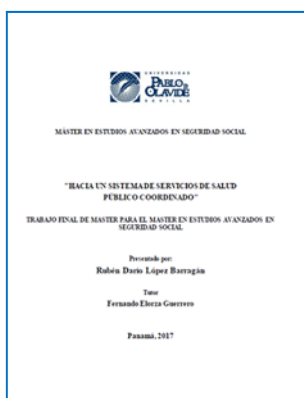 UNIVERSIDAD
PABLO
OLAVIDE
SEVILLA
MÁSTER EN ESTUDIOS AVANZADOS EN SEGURIDAD SOCIAL
"HACIA UN SISTEMA DE SERVICIOS DE SALUD
PÚBLICO COORDINADO"
TRABAJO FINAL DE MASTER PARA EL MASTER EN ESTUDIOS AVANZADOS EN
SEGURIDAD SOCIAL
Presentado por:
Rubén Darío López Barragán
Tutor
Fernando Elorza Guerrero
Panamá, 2017